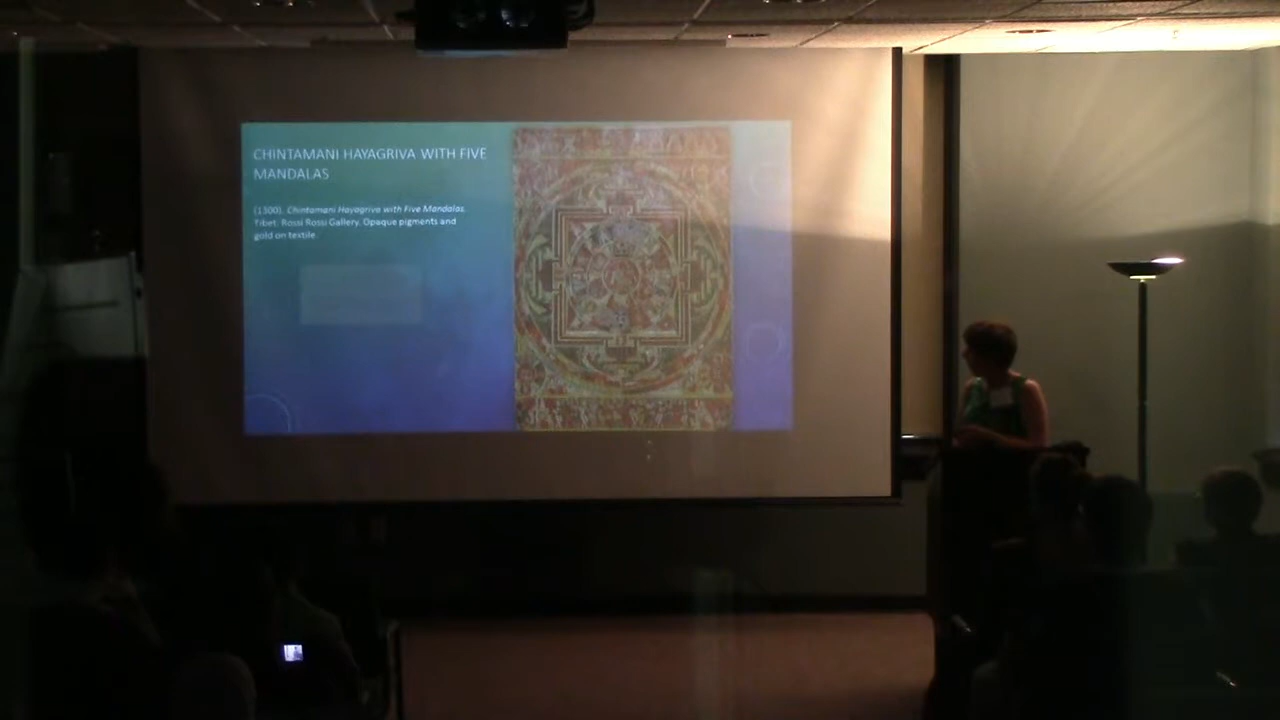 CHINTAMANI HAYAGRIVA WITH FIVE
MANDALAS
(1300). Chintamani Hayagriva with Five Mandalas.
Tibet. Rossi Rossi Gallery. Opaque pigments and
gold on textile.